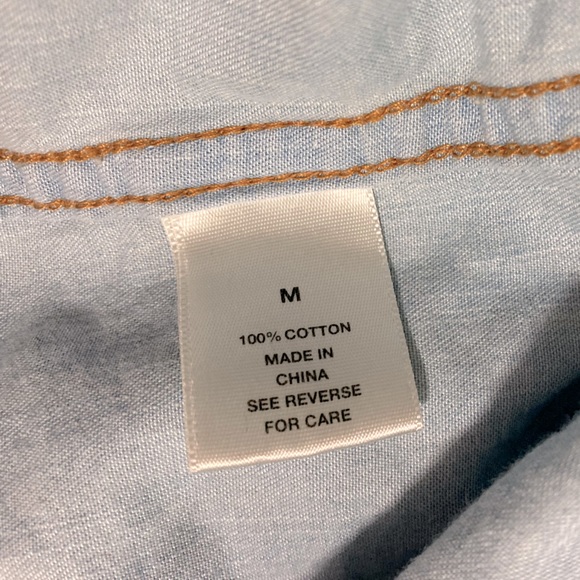 M
100% COTTON
MADE IN
CHINA
SEE REVERSE
FOR CARE